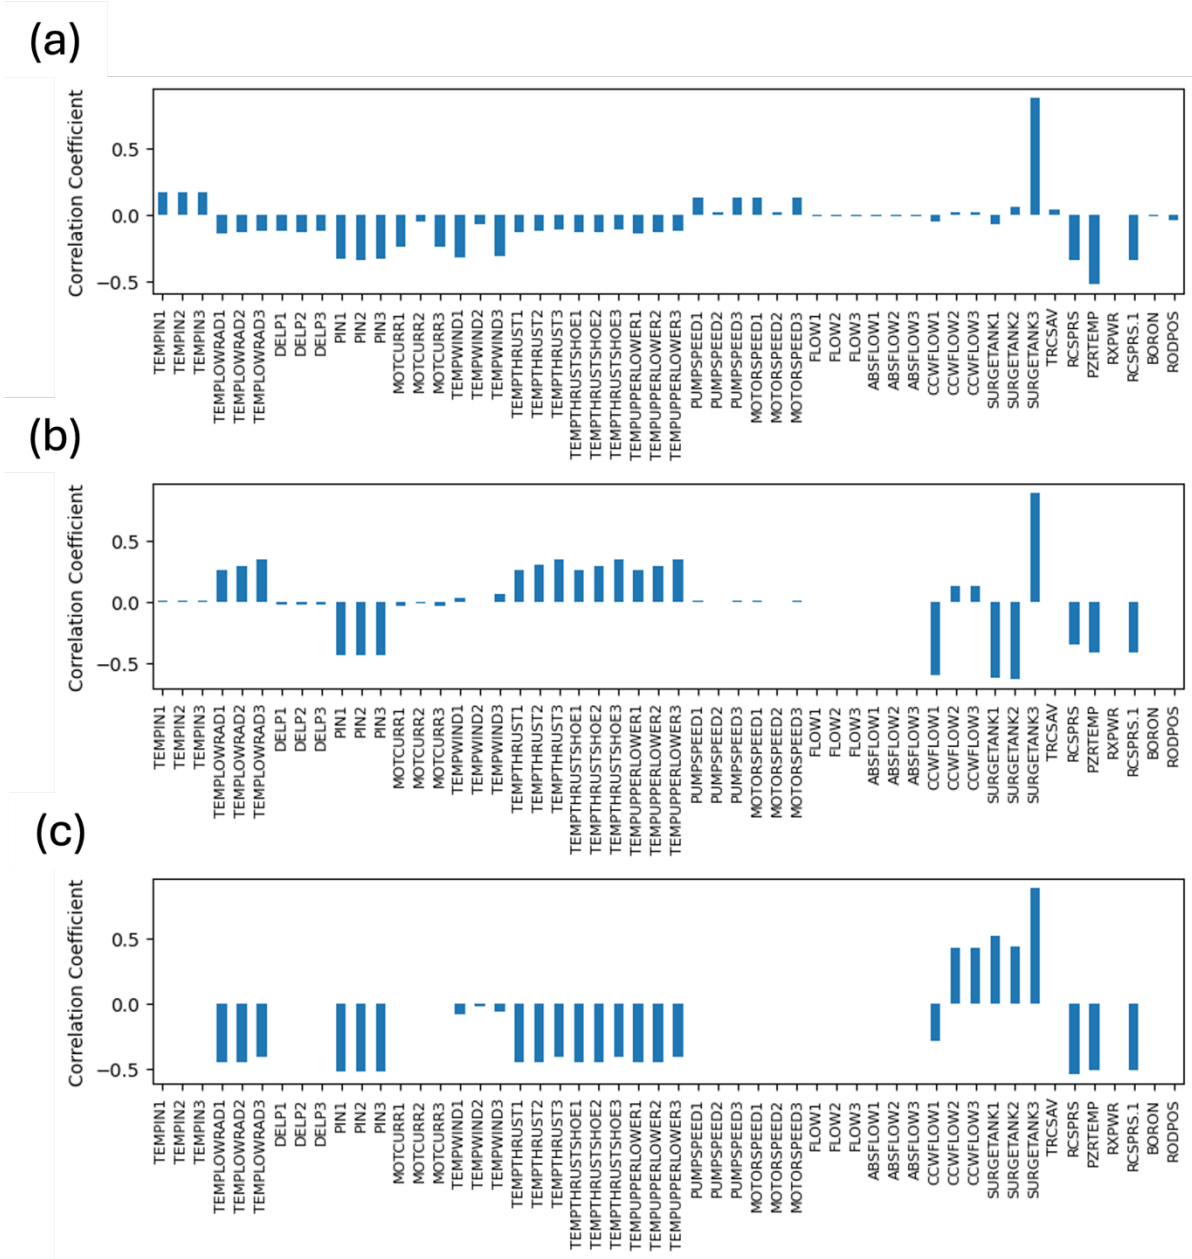 (a)
Correlation Coefficient
0.5
0.0
−0.5
TEMPIN1
TEMPIN2
TEMPIN3
TEMPLOWRAD1
TEMPLOWRAD2
TEMPLOWRAD3
DELP1
DELP2
DELP3
PIN1
PIN2
PIN3
MOTCURR1
MOTCURR2
MOTCURR3
TEMPWIND1
TEMPWIND2
TEMPWIND3
TEMPTHRUST1
TEMPTHRUST2
TEMPTHRUST3
TEMPTHRUSTSHOE1
TEMPTHRUSTSHOE2
TEMPTHRUSTSHOE3
TEMPUPPERLOWER1
TEMPUPPERLOWER2
TEMPUPPERLOWER3
PUMPSPEED1
PUMPSPEED2
PUMPSPEED3
MOTORSPEED1
MOTORSPEED2
MOTORSPEED3
FLOW1
FLOW2
FLOW3
ABSFLOW1
ABSFLOW2
ABSFLOW3
CCWFLOW1
CCWFLOW2
CCWFLOW3
SURGETANK1
SURGETANK2
SURGETANK3
TRCSAV
RCSPRS
PZRTEMP
RXPWR
RCSPRS.1
BORON
RODPOS
(b)
Correlation Coefficient
0.5
0.0
−0.5
TEMPIN1
TEMPIN2
TEMPIN3
TEMPLOWRAD1
TEMPLOWRAD2
TEMPLOWRAD3
DELP1
DELP2
DELP3
PIN1
PIN2
PIN3
MOTCURR1
MOTCURR2
MOTCURR3
TEMPWIND1
TEMPWIND2
TEMPWIND3
TEMPTHRUST1
TEMPTHRUST2
TEMPTHRUST3
TEMPTHRUSTSHOE1
TEMPTHRUSTSHOE2
TEMPTHRUSTSHOE3
TEMPUPPERLOWER1
TEMPUPPERLOWER2
TEMPUPPERLOWER3
PUMPSPEED1
PUMPSPEED2
PUMPSPEED3
MOTORSPEED1
MOTORSPEED2
MOTORSPEED3
FLOW1
FLOW2
FLOW3
ABSFLOW1
ABSFLOW2
ABSFLOW3
CCWFLOW1
CCWFLOW2
CCWFLOW3
SURGETANK1
SURGETANK2
SURGETANK3
TRCSAV
RCSPRS
PZRTEMP
RXPWR
RCSPRS.1
BORON
RODPOS
(c)
Correlation Coefficient
0.5
0.0
−0.5
TEMPIN1
TEMPIN2
TEMPIN3
TEMPLOWRAD1
TEMPLOWRAD2
TEMPLOWRAD3
DELP1
DELP2
DELP3
PIN1
PIN2
PIN3
MOTCURR1
MOTCURR2
MOTCURR3
TEMPWIND1
TEMPWIND2
TEMPWIND3
TEMPTHRUST1
TEMPTHRUST2
TEMPTHRUST3
TEMPTHRUSTSHOE1
TEMPTHRUSTSHOE2
TEMPTHRUSTSHOE3
TEMPUPPERLOWER1
TEMPUPPERLOWER2
TEMPUPPERLOWER3
PUMPSPEED1
PUMPSPEED2
PUMPSPEED3
MOTORSPEED1
MOTORSPEED2
MOTORSPEED3
FLOW1
FLOW2
FLOW3
ABSFLOW1
ABSFLOW2
ABSFLOW3
CCWFLOW1
CCWFLOW2
CCWFLOW3
SURGETANK1
SURGETANK2
SURGETANK3
TRCSAV
RCSPRS
PZRTEMP
RXPWR
RCSPRS.1
BORON
RODPOS